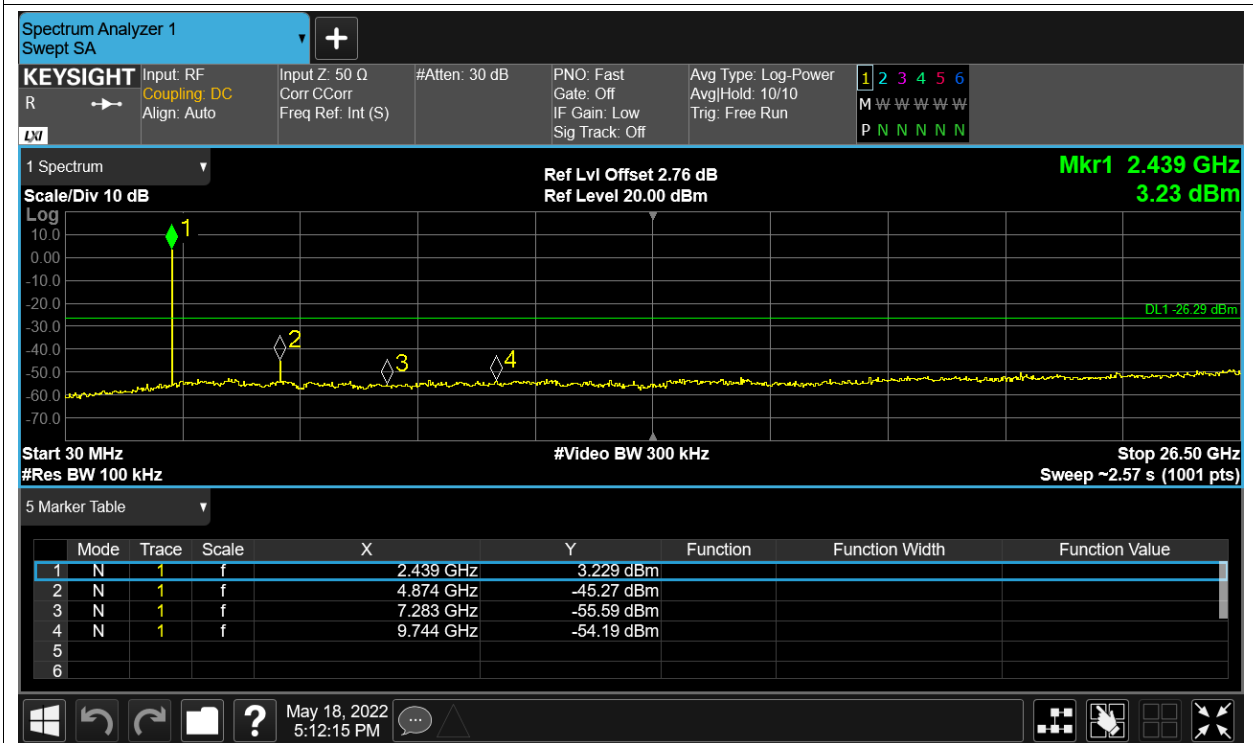 Spectrum Analyzer 1
Swept SA
KEYSIGHT
R
LXI
Input: RF
Coupling: DC
Align: Auto
Input Z: 50 Ω
Corr CCorr
Freq Ref: Int (S)
#Atten: 30 dB
PNO: Fast
Gate: Off
IF Gain: Low
Sig Track: Off
Avg Type: Log-Power
Avg|Hold: 10/10
Trig: Free Run
1 2 3 4 5 6
M W W W W W
P N N N N N
1 Spectrum
Scale/Div 10 dB
Ref Lvl Offset 2.76 dB
Ref Level 20.00 dBm
Mkr1 2.439 GHz
3.23 dBm
Log
10.0
0.00
-10.0
-20.0
-30.0
-40.0
-50.0
-60.0
-70.0
1
2
3
4
DL1 -26.29 dBm
Start 30 MHz
#Video BW 300 kHz
Stop 26.50 GHz
#Res BW 100 kHz
Sweep ~2.57 s (1001 pts)
5 Marker Table
Mode Trace Scale X Y Function Function Width Function Value
1 N 1 f 2.439 GHz 3.229 dBm
2 N 1 f 4.874 GHz -45.27 dBm
3 N 1 f 7.283 GHz -55.59 dBm
4 N 1 f 9.744 GHz -54.19 dBm
5
6
?
May 18, 2022
5:12:15 PM